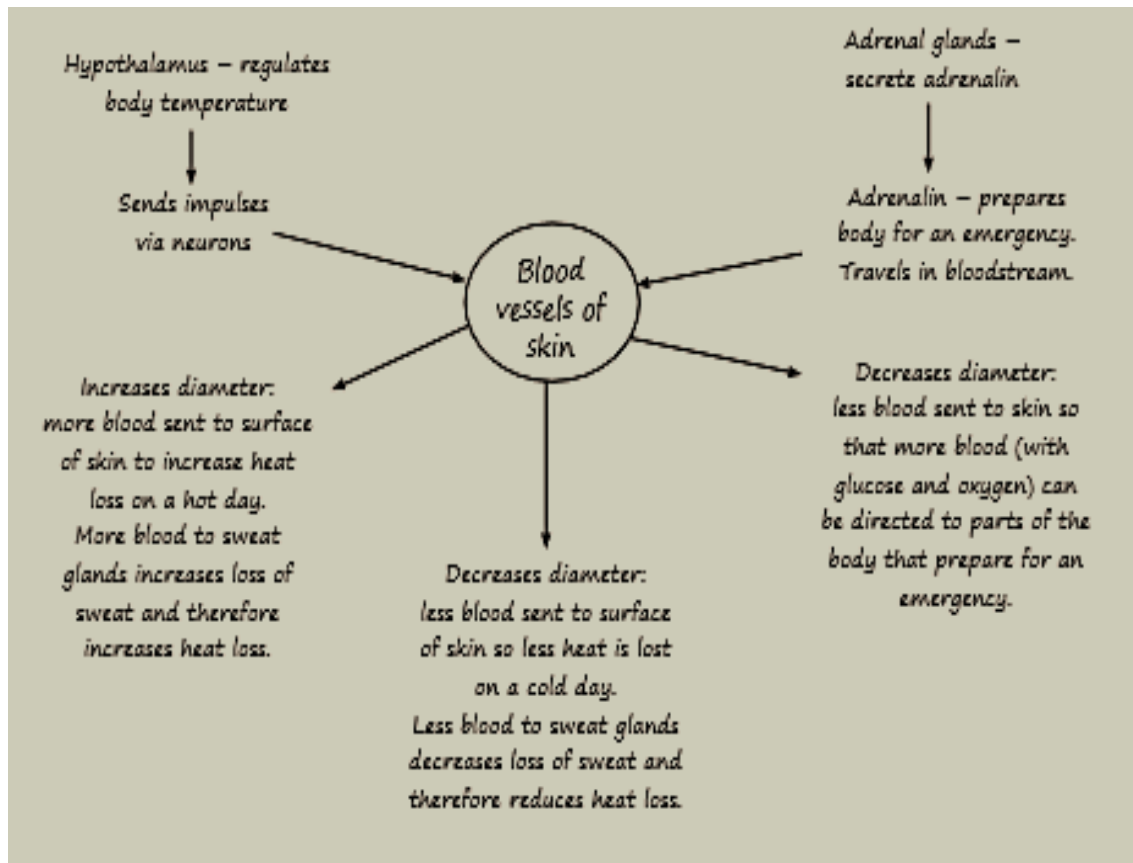 Hypothalamus – regulates
body temperature
Sends impulses
via neurons
Adrenal glands –
secrete adrenalin
Adrenalin – prepares
body for an emergency.
Travels in bloodstream.
Blood
vessels of
skin
Increases diameter:
more blood sent to surface
of skin to increase heat
loss on a hot day.
More blood to sweat
glands increases loss of
sweat and therefore
increases heat loss.
Decreases diameter:
less blood sent to surface
of skin so less heat is lost
on a cold day.
Less blood to sweat glands
decreases loss of sweat and
therefore reduces heat loss.
Decreases diameter:
less blood sent to skin so
that more blood (with
glucose and oxygen) can
be directed to parts of the
body that prepare for an
emergency.